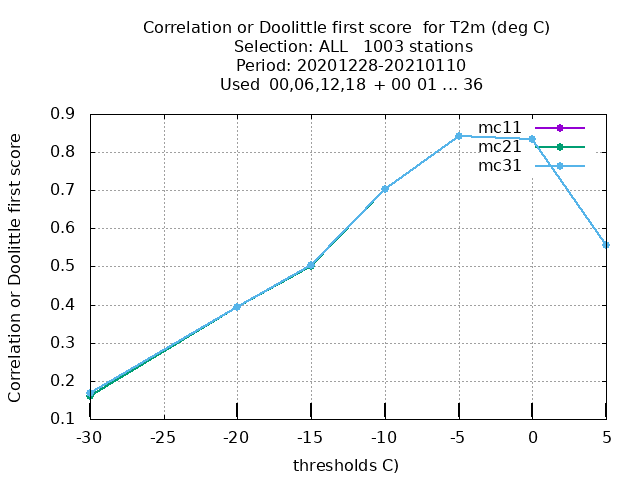 Correlation or Doolittle first score  for T2m (deg C)
Selection: ALL   1003 stations
Period: 20201228-20210110
Used  00,06,12,18  + 00 01 ... 36
Correlation or Doolittle first score
0.9
0.8
0.7
0.6
0.5
0.4
0.3
0.2
0.1
mc11
mc21
mc31
-30 -25 -20 -15 -10 -5 0 5
thresholds C)